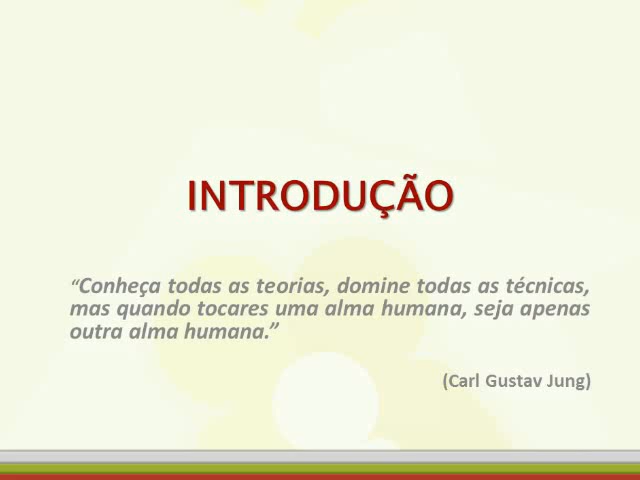 INTRODUÇÃO
“Conheça todas as teorias, domine todas as técnicas,
mas quando tocares uma alma humana, seja apenas
outra alma humana.”
(Carl Gustav Jung)